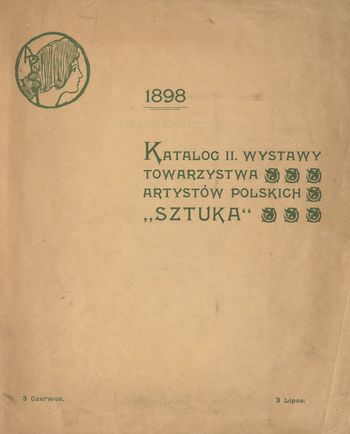 1898
KATALOG II. WYSTAWY
TOWARZYSTWA
ARTYSTÓW POLSKICH
„SZTUKA“
3 Czerwca.
3 Lipca.